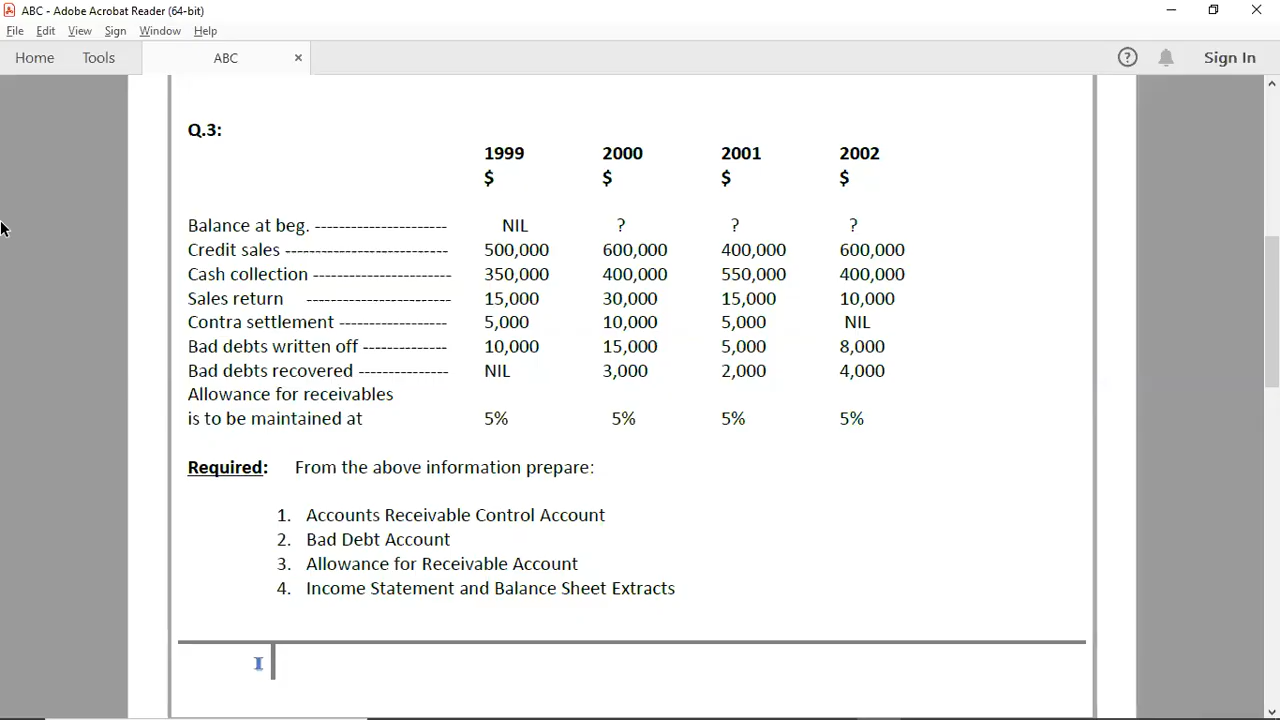 ABC - Adobe Acrobat Reader (64-bit)
File Edit View Sign Window Help
Home Tools ABC × ? Sign In
Q.3:
1999 2000 2001 2002
$ $ $ $
Balance at beg. ---------------------- NIL ? ? ?
Credit sales --------------------------- 500,000 600,000 400,000 600,000
Cash collection ----------------------- 350,000 400,000 550,000 400,000
Sales return ------------------------ 15,000 30,000 15,000 10,000
Contra settlement ------------------ 5,000 10,000 5,000 NIL
Bad debts written off -------------- 10,000 15,000 5,000 8,000
Bad debts recovered --------------- NIL 3,000 2,000 4,000
Allowance for receivables
is to be maintained at 5% 5% 5% 5%
Required: From the above information prepare:
1. Accounts Receivable Control Account
2. Bad Debt Account
3. Allowance for Receivable Account
4. Income Statement and Balance Sheet Extracts